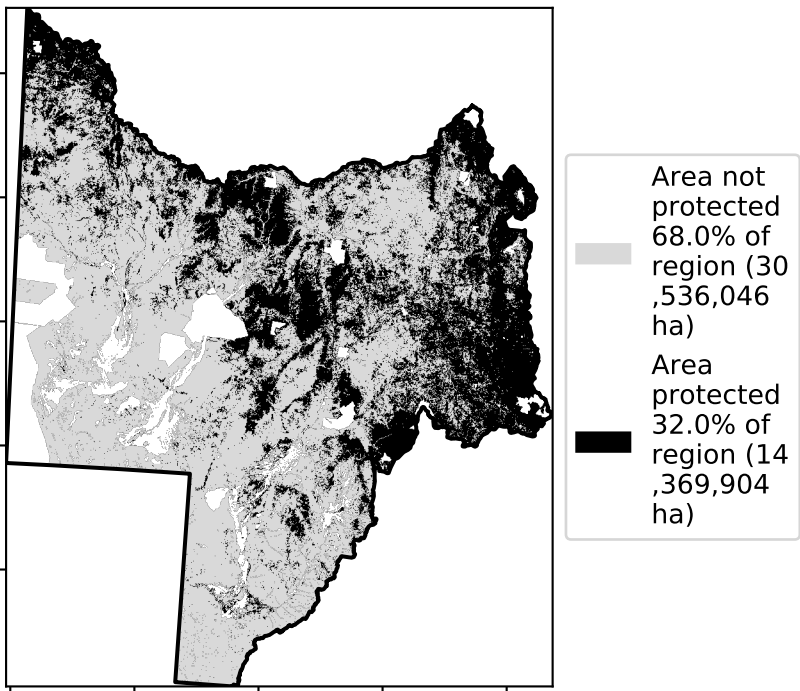 Area not
protected
68.0% of
region (30
,536,046
ha)
Area
protected
32.0% of
region (14
,369,904
ha)